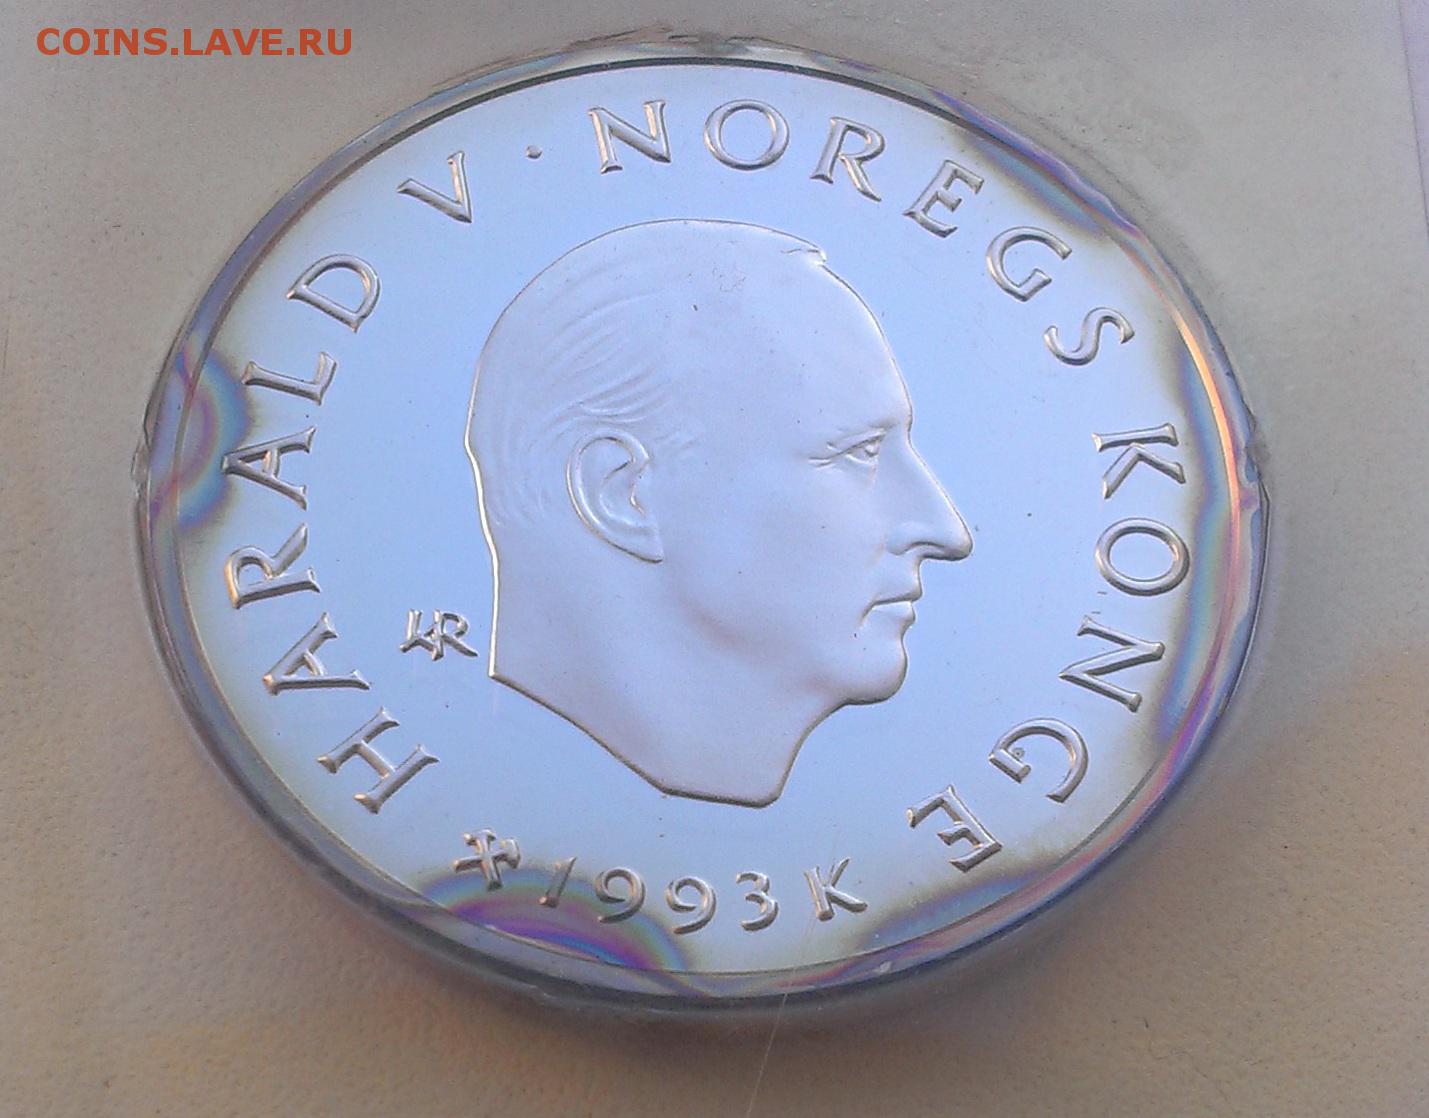 COINS.LAVE.RU
HARALD V · NOREGS KONGE
1993 K